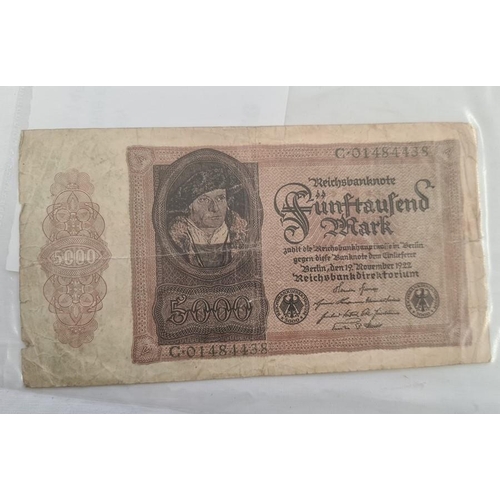 C·01484438
Reichsbanknote
Fünftausend
Mark
zahlt die Reichsbankhauptkasse in Berlin
gegen diese Banknote dem Einlieferer
Berlin, den 19. November 1922
Reichsbankdirektorium
5000
5000
C·01484438